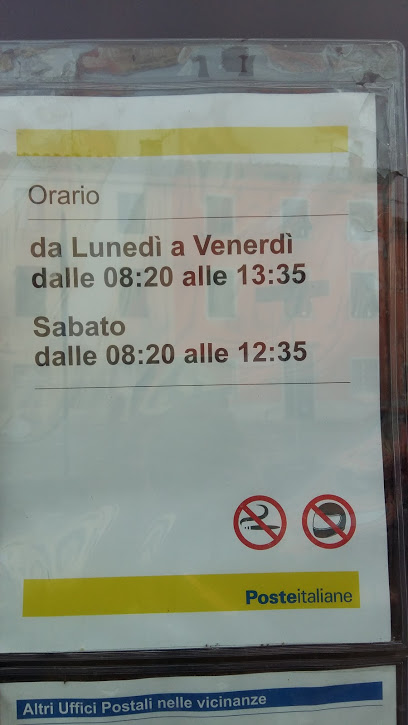 Orario
da Lunedì a Venerdì
dalle 08:20 alle 13:35
Sabato
dalle 08:20 alle 12:35
Posteitaliane
Altri Uffici Postali nelle vicinanze